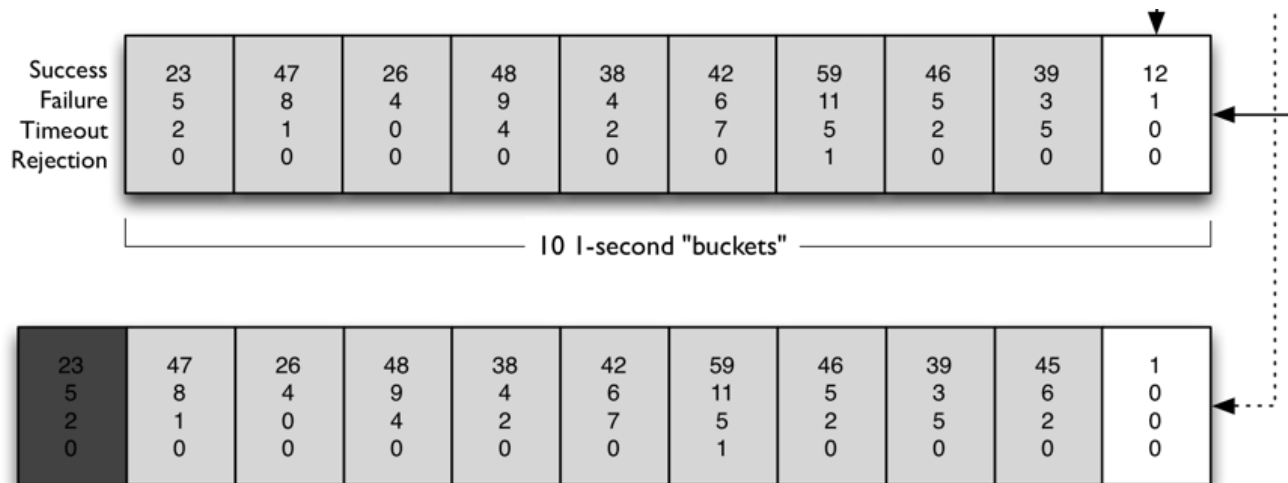 Success 23 47 26 48 38 42 59 46 39 12
Failure 5 8 4 9 4 6 11 5 3 1
Timeout 2 1 0 4 2 7 5 2 5 0
Rejection 0 0 0 0 0 0 1 0 0 0
10 1-second "buckets"
23 47 26 48 38 42 59 46 39 45 1
5 8 4 9 4 6 11 5 3 6 0
2 1 0 4 2 7 5 2 5 2 0
0 0 0 0 0 0 1 0 0 0 0